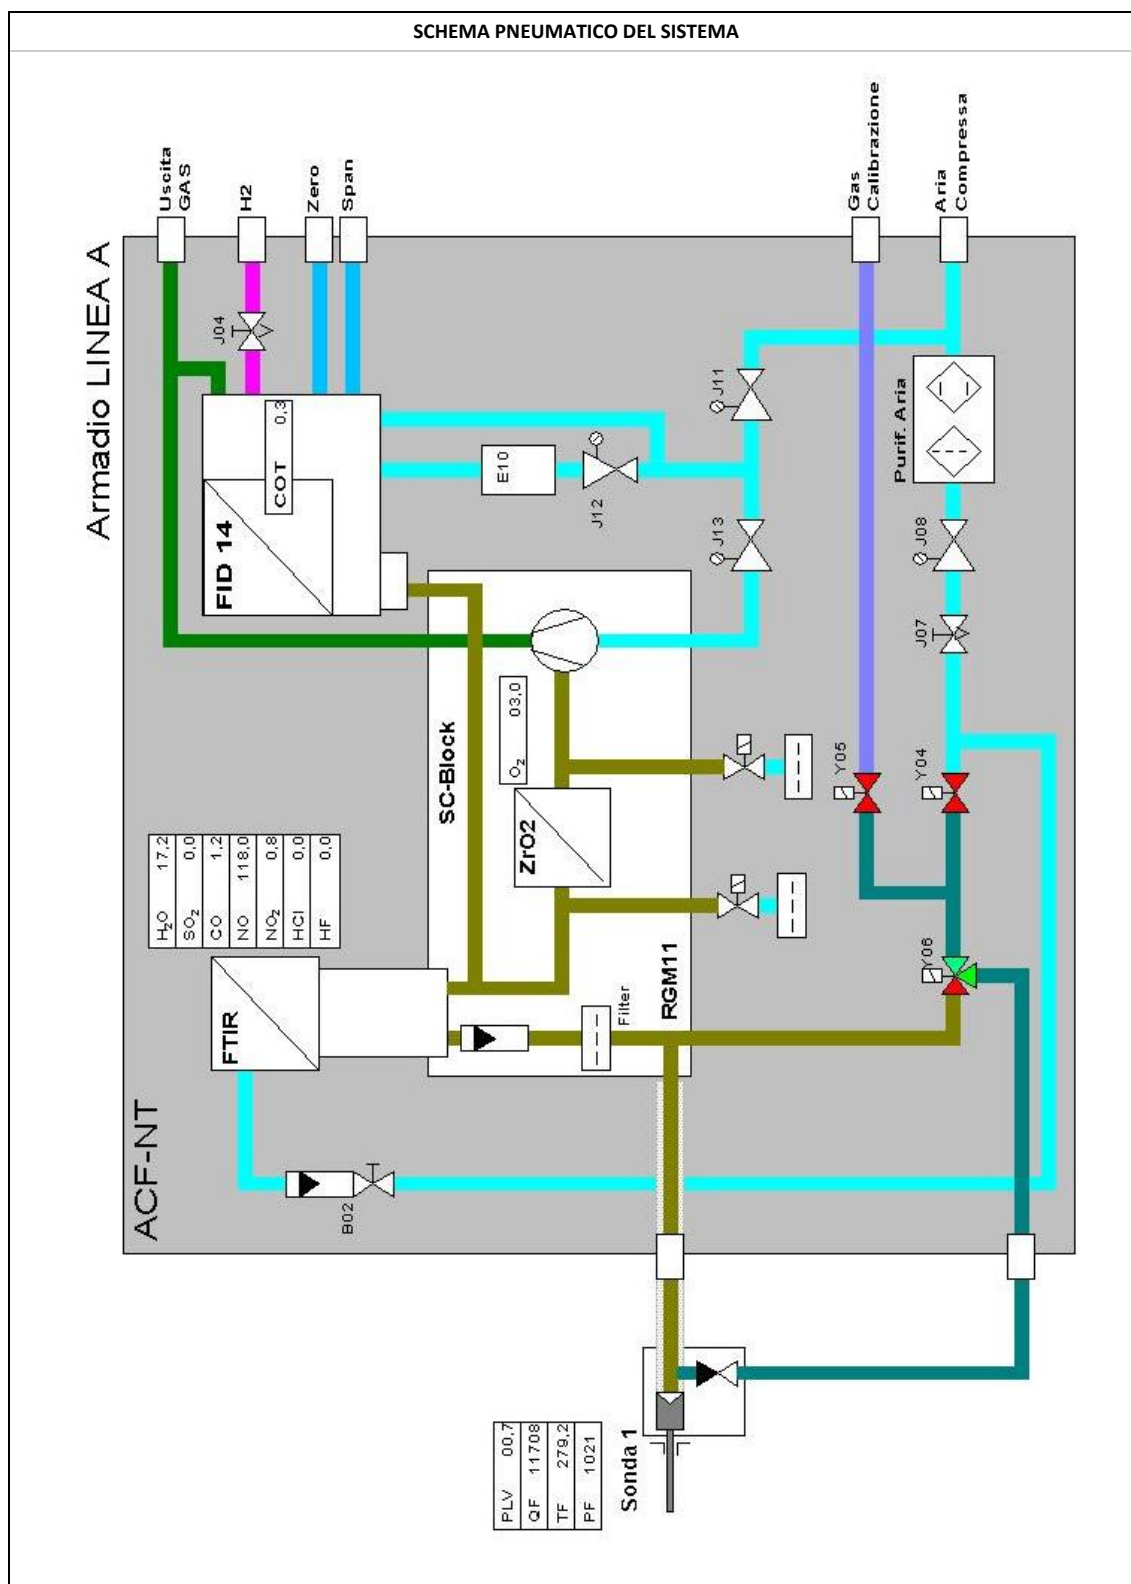 SCHEMA PNEUMATICO DEL SISTEMA
Armadio LINEA A
ACF-NT
Uscita
GAS
H2
Zero
Span
Gas
Calibrazione
Aria
Compressa
J04
FID 14
COT 0,3
E10
J12
J11
J13
Purif. Aria
J08
J07
SC-Block
O2 03,0
ZrO2
RGM11
Filter
Y05
Y04
Y06
H2O 17,2
SO2 0,0
CO 1,2
NO 118,0
NO2 0,8
HCl 0,0
HF 0,0
FTIR
B02
PLV 00,7
QF 11708
TF 279,2
PF 1021
Sonda 1